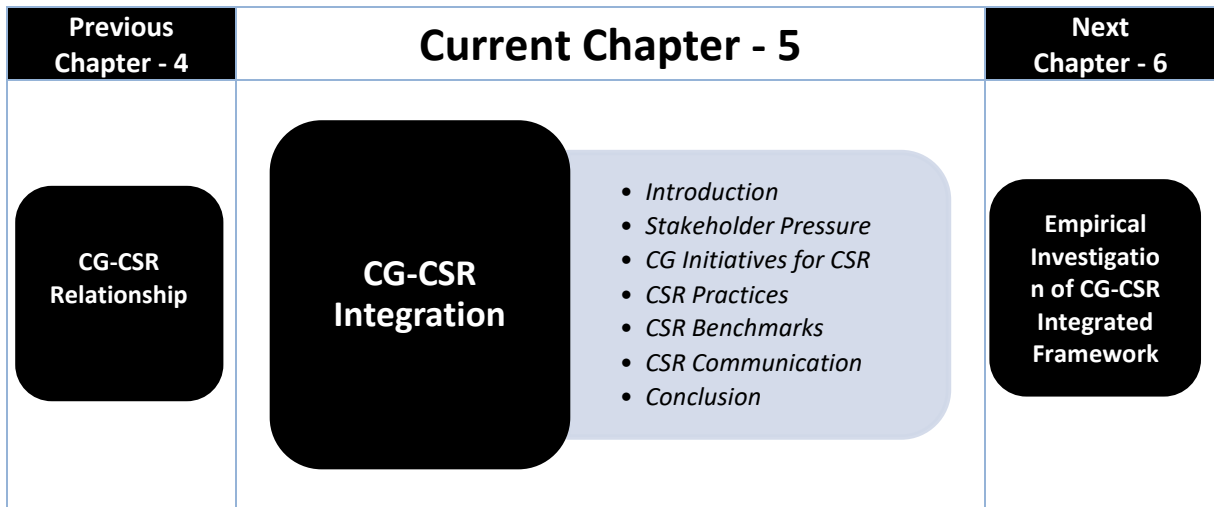 Previous
Chapter - 4
Current Chapter - 5
Next
Chapter - 6
CG-CSR
Relationship
CG-CSR
Integration
• Introduction
• Stakeholder Pressure
• CG Initiatives for CSR
• CSR Practices
• CSR Benchmarks
• CSR Communication
• Conclusion
Empirical
Investigatio
n of CG-CSR
Integrated
Framework